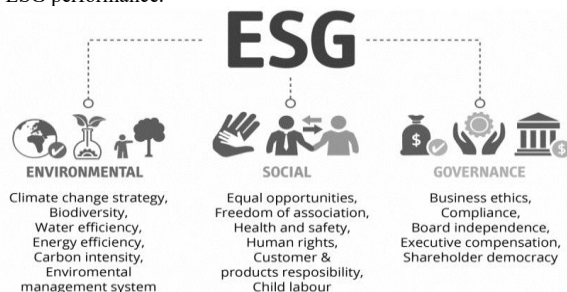 ESG performance.
ESG
ENVIRONMENTAL
Climate change strategy,
Biodiversity,
Water efficiency,
Energy efficiency,
Carbon intensity,
Enviromental
management system
SOCIAL
Equal opportunities,
Freedom of association,
Health and safety,
Human rights,
Customer &
products resposibility,
Child labour
$
$
GOVERNANCE
Business ethics,
Compliance,
Board independence,
Executive compensation,
Shareholder democracy